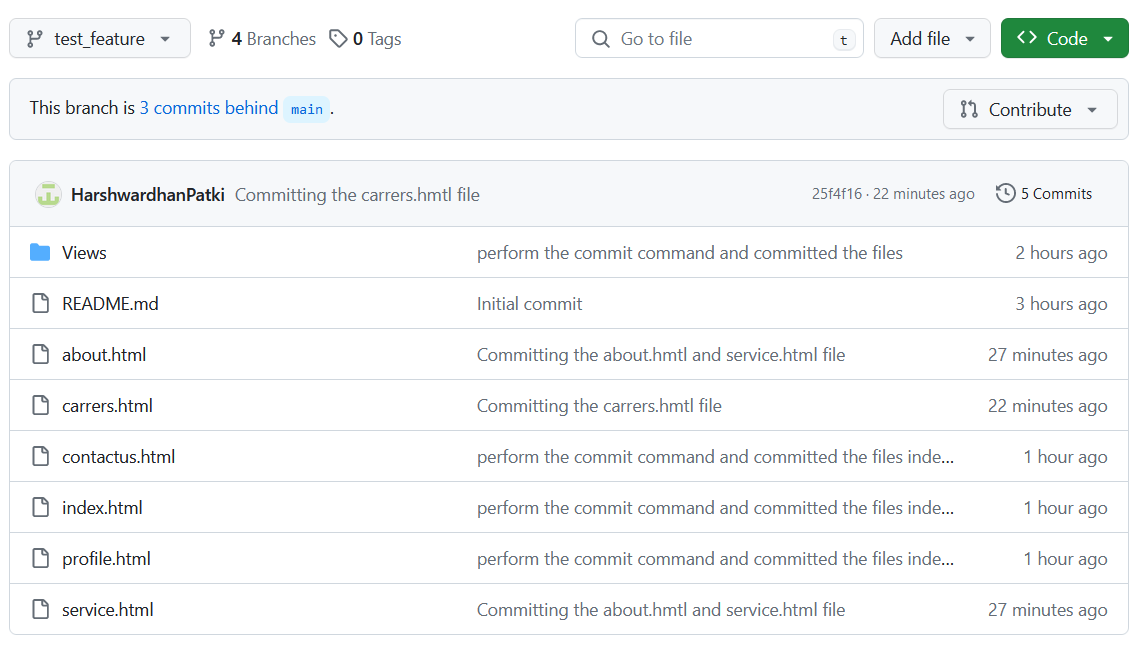 test_feature 4 Branches 0 Tags Go to file t Add file Code
This branch is 3 commits behind main . Contribute
HarshwardhanPatki Committing the carrers.hmtl file 25f4f16 · 22 minutes ago 5 Commits
Views perform the commit command and committed the files 2 hours ago
README.md Initial commit 3 hours ago
about.html Committing the about.hmtl and service.html file 27 minutes ago
carrers.html Committing the carrers.hmtl file 22 minutes ago
contactus.html perform the commit command and committed the files inde... 1 hour ago
index.html perform the commit command and committed the files inde... 1 hour ago
profile.html perform the commit command and committed the files inde... 1 hour ago
service.html Committing the about.hmtl and service.html file 27 minutes ago